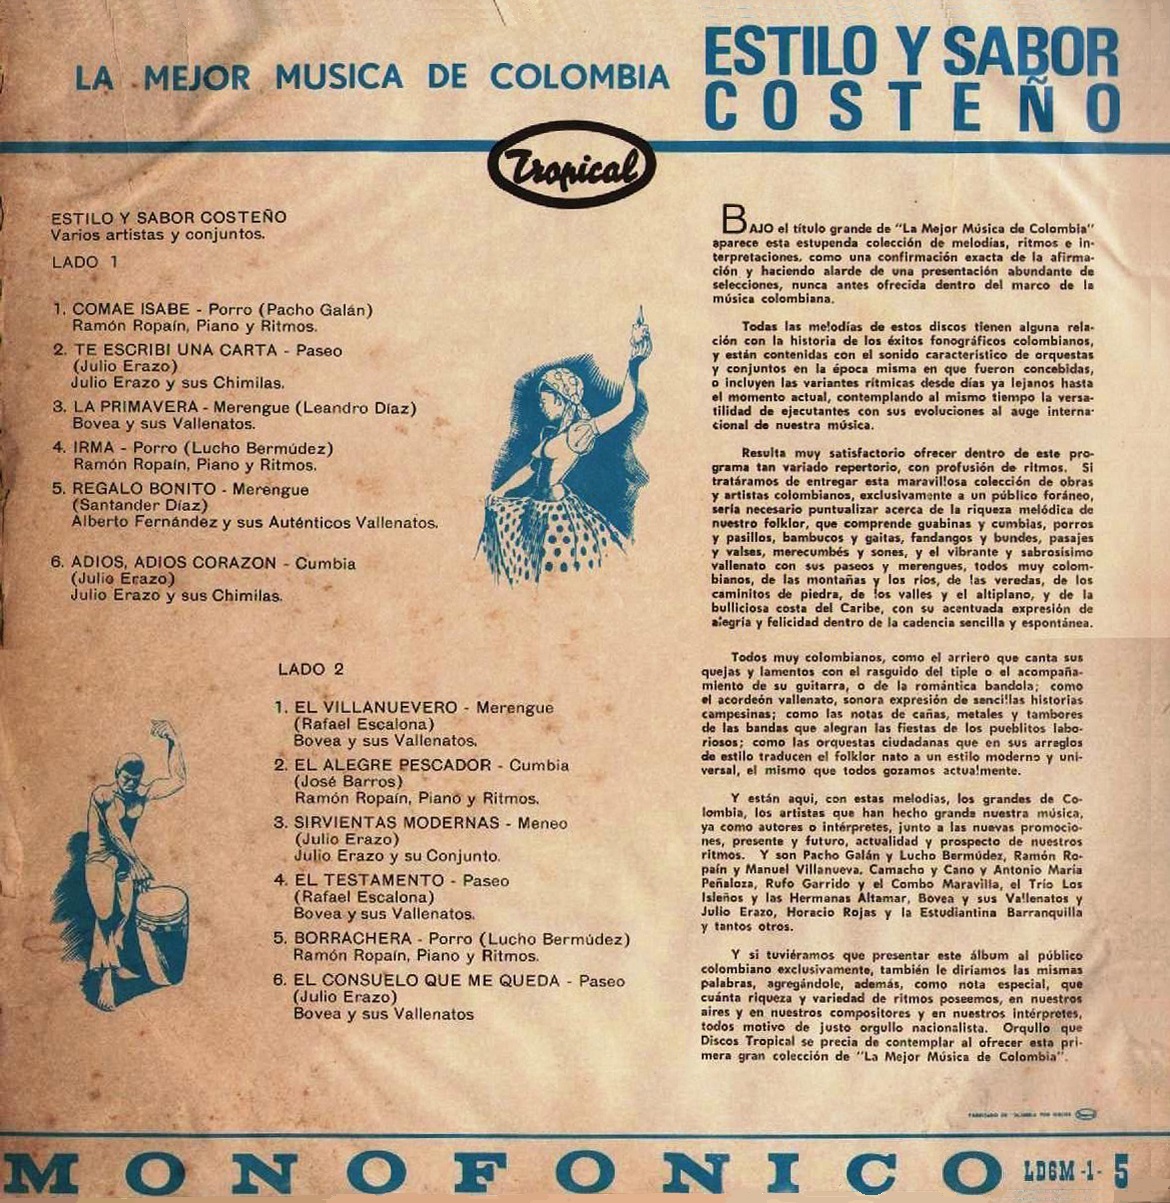 LA MEJOR MUSICA DE COLOMBIA
ESTILO Y SABOR
COSTEÑO
Tropical
ESTILO Y SABOR COSTEÑO
Varios artistas y conjuntos.
LADO 1
1. COMAE ISABE - Porro (Pacho Galán)
Ramón Ropaín, Piano y Ritmos.
2. TE ESCRIBI UNA CARTA - Paseo
(Julio Erazo)
Julio Erazo y sus Chimilas.
3. LA PRIMAVERA - Merengue (Leandro Díaz)
Bovea y sus Vallenatos.
4. IRMA - Porro (Lucho Bermúdez)
Ramón Ropaín, Piano y Ritmos.
5. REGALO BONITO - Merengue
(Santander Díaz)
Alberto Fernández y sus Auténticos Vallenatos.
6. ADIOS, ADIOS CORAZON - Cumbia
(Julio Erazo)
Julio Erazo y sus Chimilas.
LADO 2
1. EL VILLANUEVERO - Merengue
(Rafael Escalona)
Bovea y sus Vallenatos.
2. EL ALEGRE PESCADOR - Cumbia
(José Barros)
Ramón Ropaín, Piano y Ritmos.
3. SIRVIENTAS MODERNAS - Meneo
(Julio Erazo)
Julio Erazo y su Conjunto.
4. EL TESTAMENTO - Paseo
(Rafael Escalona)
Bovea y sus Vallenatos.
5. BORRACHERA - Porro (Lucho Bermúdez)
Ramón Ropaín, Piano y Ritmos.
6. EL CONSUELO QUE ME QUEDA - Paseo
(Julio Erazo)
Bovea y sus Vallenatos
BAJO el título grande de "La Mejor Música de Colombia"
aparece esta estupenda colección de melodías, ritmos e in-
terpretaciones, como una confirmación exacta de la afirma-
ción y haciendo alarde de una presentación abundante de
selecciones, nunca antes ofrecida dentro del marco de la
música colombiana.
Todas las melodías de estos discos tienen alguna rela-
ción con la historia de los éxitos fonográficos colombianos,
y están contenidas con el sonido característico de orquestas
y conjuntos en la época misma en que fueron concebidas,
o incluyen las variantes rítmicas desde días ya lejanos hasta
el momento actual, contemplando al mismo tiempo la versa-
tilidad de ejecutantes con sus evoluciones al auge interna-
cional de nuestra música.
Resulta muy satisfactorio ofrecer dentro de este pro-
grama tan variado repertorio, con profusión de ritmos. Si
tratáramos de entregar esta maravillosa colección de obras
y artistas colombianos, exclusivamente a un público foráneo,
sería necesario puntualizar acerca de la riqueza melódica de
nuestro folklor, que comprende guabinas y cumbias, porros
y pasillos, bambucos y gaitas, fandangos y bundes, pasajes
y valses, merecumbés y sones, y el vibrante y sabrosísimo
vallenato con sus paseos y merengues, todos muy colom-
bianos, de las montañas y los ríos, de las veredas, de los
caminitos de piedra, de los valles y el altiplano, y de la
bulliciosa costa del Caribe, con su acentuada expresión de
alegría y felicidad dentro de la cadencia sencilla y espontánea.
Todos muy colombianos, como el arriero que canta sus
quejas y lamentos con el rasguido del tiple o el acompaña-
miento de su guitarra, o de la romántica bandola; como
el acordeón vallenato, sonora expresión de sencillas historias
campesinas; como las notas de cañas, metales y tambores
de las bandas que alegran las fiestas de los pueblitos labo-
riosos; como las orquestas ciudadanas que en sus arreglos
de estilo traducen el folklor nato a un estilo moderno y uni-
versal, el mismo que todos gozamos actualmente.
Y están aquí, con estas melodías, los grandes de Co-
lombia, los artistas que han hecho grande nuestra música,
ya como autores o intérpretes, junto a las nuevas promocio-
nes, presente y futuro, actualidad y prospecto de nuestros
ritmos. Y son Pacho Galán y Lucho Bermúdez, Ramón Ro-
paín y Manuel Villanueva, Camacho y Cano y Antonio María
Peñaloza, Rufo Garrido y el Combo Maravilla, el Trío Los
Isleños y las Hermanas Altamar, Bovea y sus Vallenatos y
Julio Erazo, Horacio Rojas y la Estudiantina Barranquilla
y tantos otros.
Y si tuviéramos que presentar este álbum al público
colombiano exclusivamente, también le diríamos las mismas
palabras, agregándole, además, como nota especial, que
cuánta riqueza y variedad de ritmos poseemos, en nuestros
aires y en nuestros compositores y en nuestros intérpretes,
todos motivo de justo orgullo nacionalista. Orgullo que
Discos Tropical se precia de contemplar al ofrecer esta pri-
mera gran colección de "La Mejor Música de Colombia".
MONOFONICO LD6M -1- 5